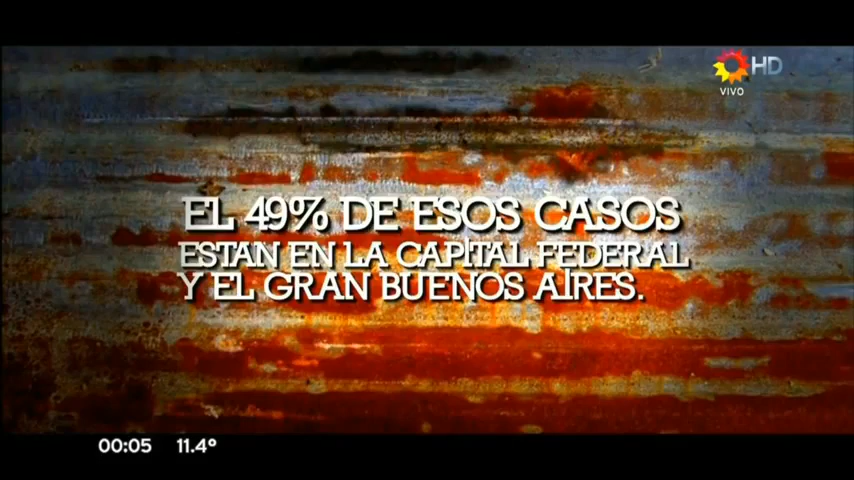 HD
VIVO
EL 49% DE ESOS CASOS
ESTAN EN LA CAPITAL FEDERAL
Y EL GRAN BUENOS AIRES.
00:05 11.4°